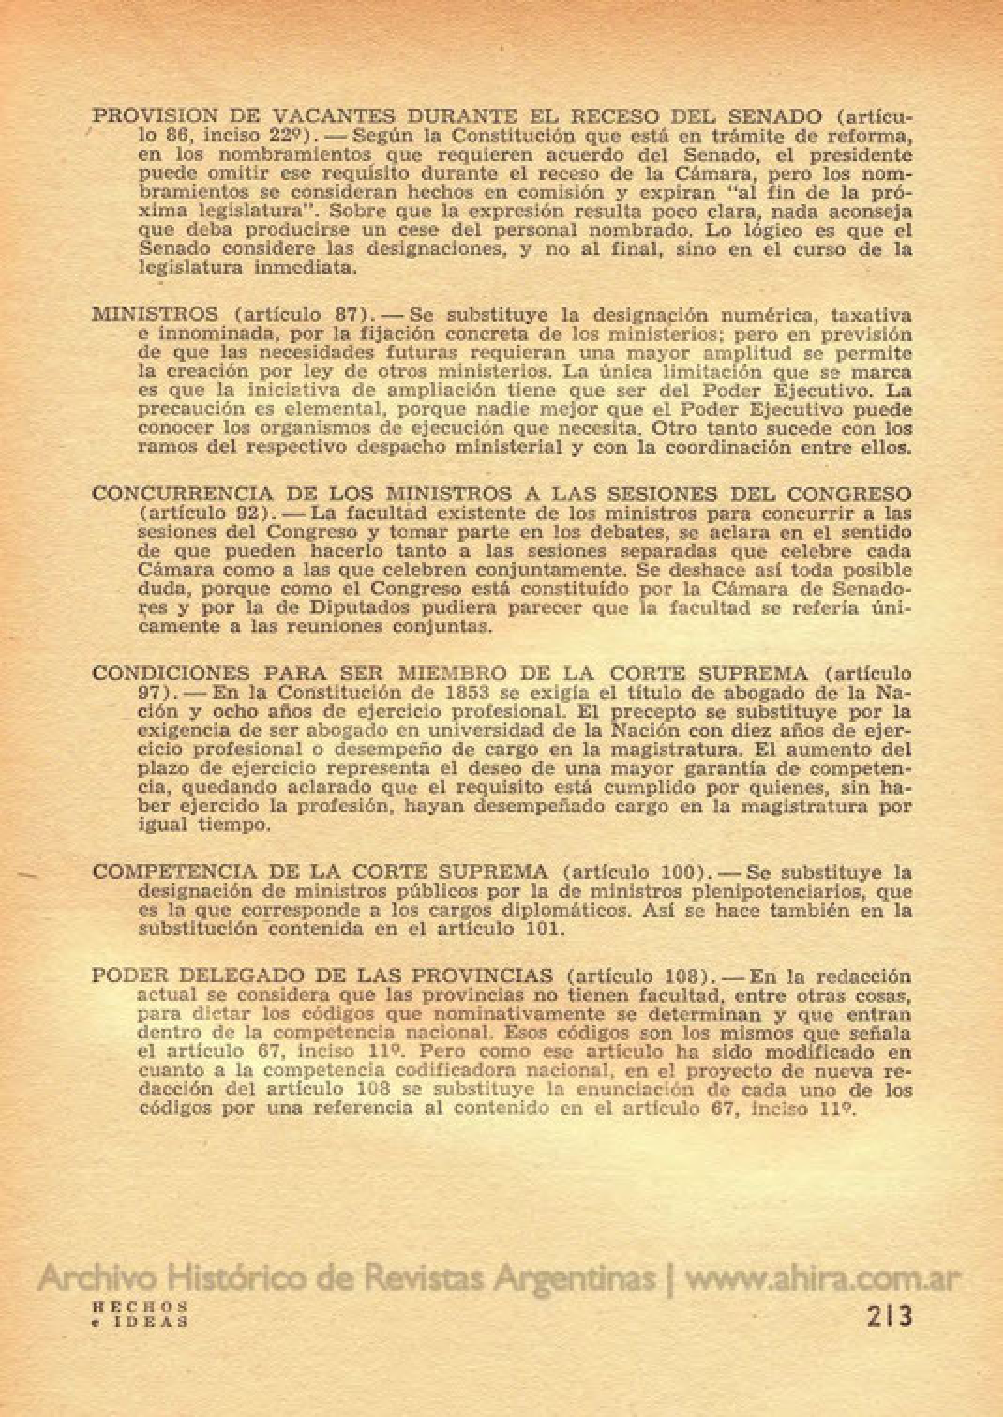 PROVISION DE VACANTES DURANTE EL RECESO DEL SENADO (artícu-
lo 86, inciso 22º). — Según la Constitución que está en trámite de reforma,
en los nombramientos que requieren acuerdo del Senado, el presidente
puede omitir ese requisito durante el receso de la Cámara, pero los nom-
bramientos se consideran hechos en comisión y expiran "al fin de la pró-
xima legislatura". Sobre que la expresión resulta poco clara, nada aconseja
que deba producirse un cese del personal nombrado. Lo lógico es que el
Senado considere las designaciones, y no al final, sino en el curso de la
legislatura inmediata.
MINISTROS (artículo 87). — Se substituye la designación numérica, taxativa
e innominada, por la fijación concreta de los ministerios; pero en previsión
de que las necesidades futuras requieran una mayor amplitud se permite
la creación por ley de otros ministerios. La única limitación que se marca
es que la iniciativa de ampliación tiene que ser del Poder Ejecutivo. La
precaución es elemental, porque nadie mejor que el Poder Ejecutivo puede
conocer los organismos de ejecución que necesita. Otro tanto sucede con los
ramos del respectivo despacho ministerial y con la coordinación entre ellos.
CONCURRENCIA DE LOS MINISTROS A LAS SESIONES DEL CONGRESO
(artículo 92). — La facultad existente de los ministros para concurrir a las
sesiones del Congreso y tomar parte en los debates, se aclara en el sentido
de que pueden hacerlo tanto a las sesiones separadas que celebre cada
Cámara como a las que celebren conjuntamente. Se deshace así toda posible
duda, porque como el Congreso está constituído por la Cámara de Senado-
res y por la de Diputados pudiera parecer que la facultad se refería úni-
camente a las reuniones conjuntas.
CONDICIONES PARA SER MIEMBRO DE LA CORTE SUPREMA (artículo
97). — En la Constitución de 1853 se exigía el título de abogado de la Na-
ción y ocho años de ejercicio profesional. El precepto se substituye por la
exigencia de ser abogado en universidad de la Nación con diez años de ejer-
cicio profesional o desempeño de cargo en la magistratura. El aumento del
plazo de ejercicio representa el deseo de una mayor garantía de competen-
cia, quedando aclarado que el requisito está cumplido por quienes, sin ha-
ber ejercido la profesión, hayan desempeñado cargo en la magistratura por
igual tiempo.
COMPETENCIA DE LA CORTE SUPREMA (artículo 100). — Se substituye la
designación de ministros públicos por la de ministros plenipotenciarios, que
es la que corresponde a los cargos diplomáticos. Así se hace también en la
substitución contenida en el artículo 101.
PODER DELEGADO DE LAS PROVINCIAS (artículo 108). — En la redacción
actual se considera que las provincias no tienen facultad, entre otras cosas,
para dictar los códigos que nominativamente se determinan y que entran
dentro de la competencia nacional. Esos códigos son los mismos que señala
el artículo 67, inciso 11º. Pero como ese artículo ha sido modificado en
cuanto a la competencia codificadora nacional, en el proyecto de nueva re-
dacción del artículo 108 se substituye la enunciación de cada uno de los
códigos por una referencia al contenido en el artículo 67, inciso 11º.
Archivo Histórico de Revistas Argentinas | www.ahira.com.ar
HECHOS
e IDEAS
213